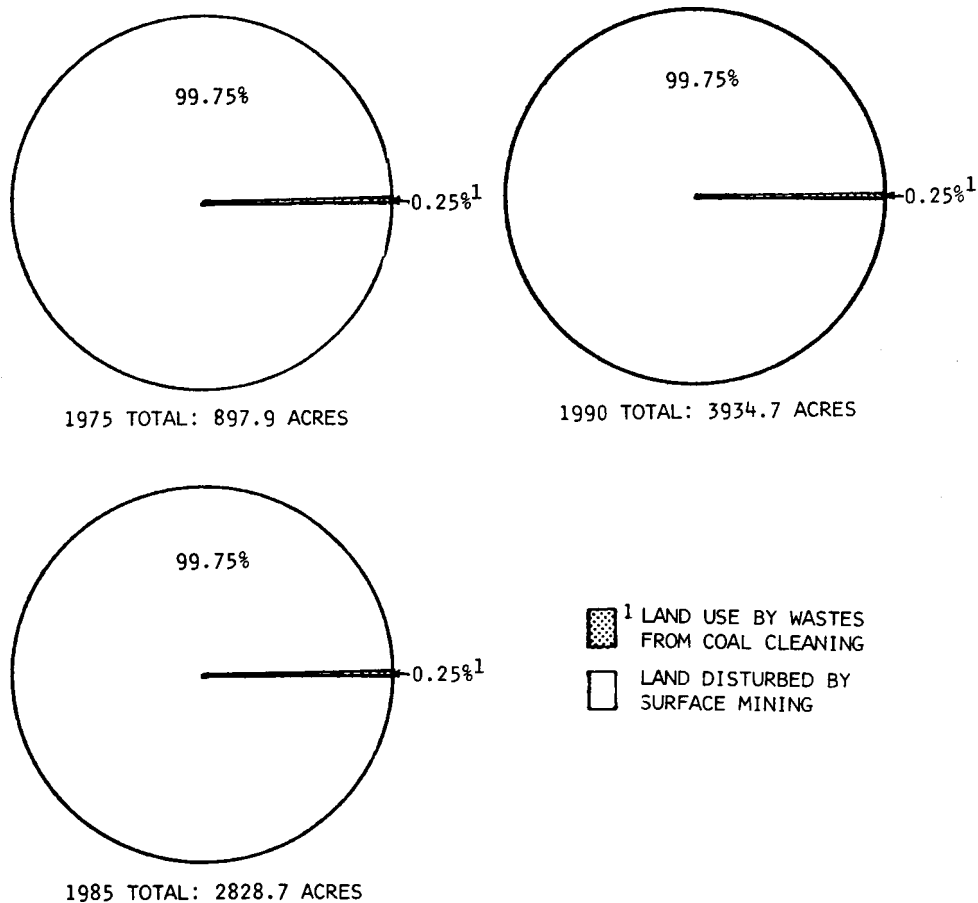 99.75%
0.25%1
1975 TOTAL: 897.9 ACRES
99.75%
0.25%1
1990 TOTAL: 3934.7 ACRES
99.75%
0.25%1
1985 TOTAL: 2828.7 ACRES
1 LAND USE BY WASTES
FROM COAL CLEANING
LAND DISTURBED BY
SURFACE MINING